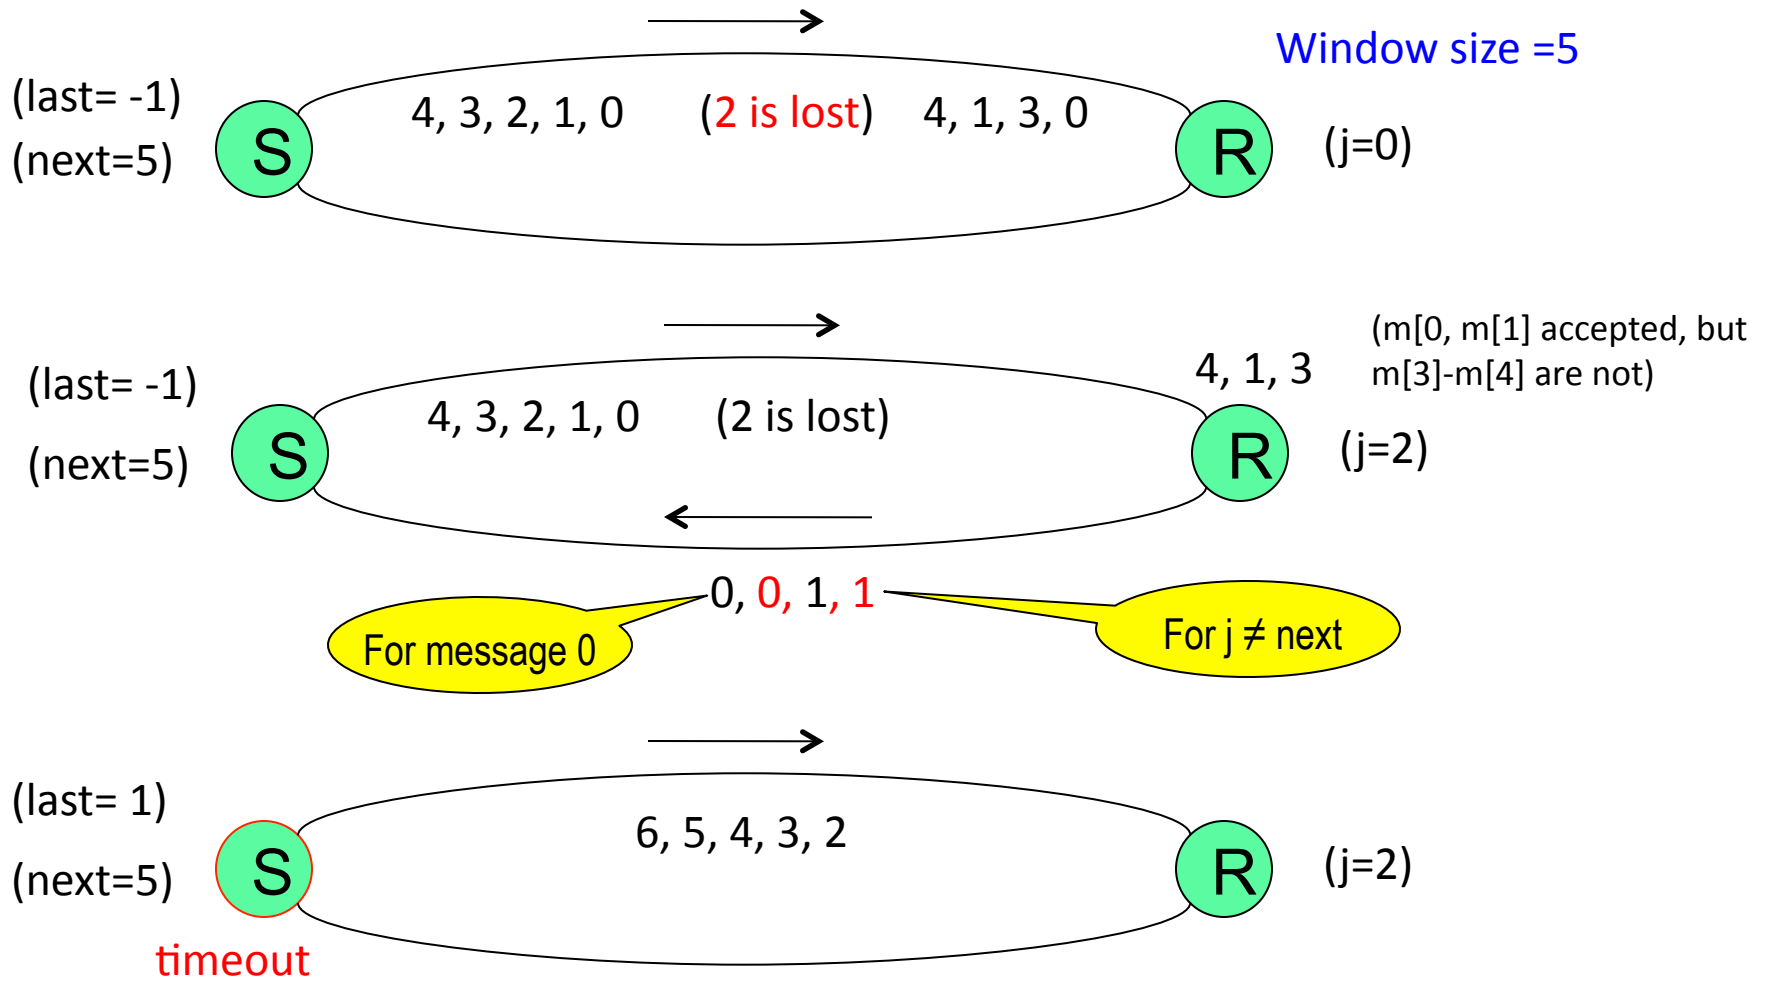 Window size =5
(last= -1)
4, 3, 2, 1, 0 (2 is lost) 4, 1, 3, 0
S R (j=0)
(next=5)
(m[0, m[1] accepted, but
m[3]-m[4] are not)
4, 1, 3
(last= -1)
4, 3, 2, 1, 0 (2 is lost)
S R (j=2)
(next=5)
0, 0, 1, 1
For message 0
For j ≠ next
(last= 1)
6, 5, 4, 3, 2
S R (j=2)
(next=5)
timeout